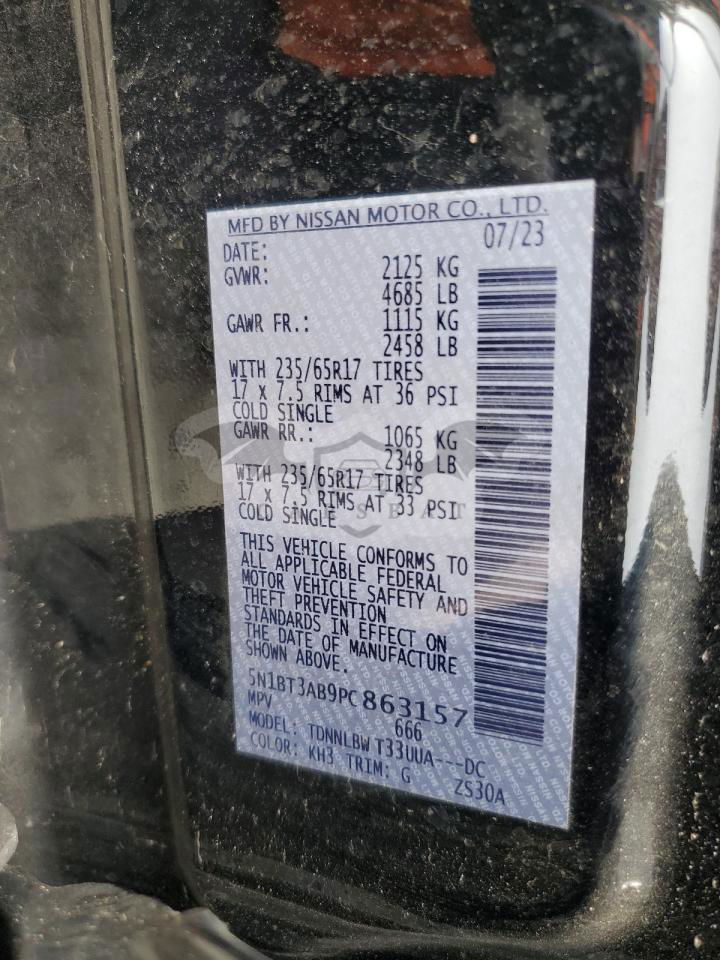 MFD BY NISSAN MOTOR CO., LTD.
DATE: 07/23
GVWR: 2125 KG
4685 LB
GAWR FR.: 1115 KG
2458 LB
WITH 235/65R17 TIRES
17 x 7.5 RIMS AT 36 PSI
COLD SINGLE
GAWR RR.: 1065 KG
2348 LB
WITH 235/65R17 TIRES
17 x 7.5 RIMS AT 33 PSI
COLD SINGLE
THIS VEHICLE CONFORMS TO
ALL APPLICABLE FEDERAL
MOTOR VEHICLE SAFETY AND
THEFT PREVENTION
STANDARDS IN EFFECT ON
THE DATE OF MANUFACTURE
SHOWN ABOVE.
5N1BT3AB9PC863157
MPV 666
MODEL: TDNNLBW T33UUA---DC
COLOR: KH3 TRIM: G ZS30A